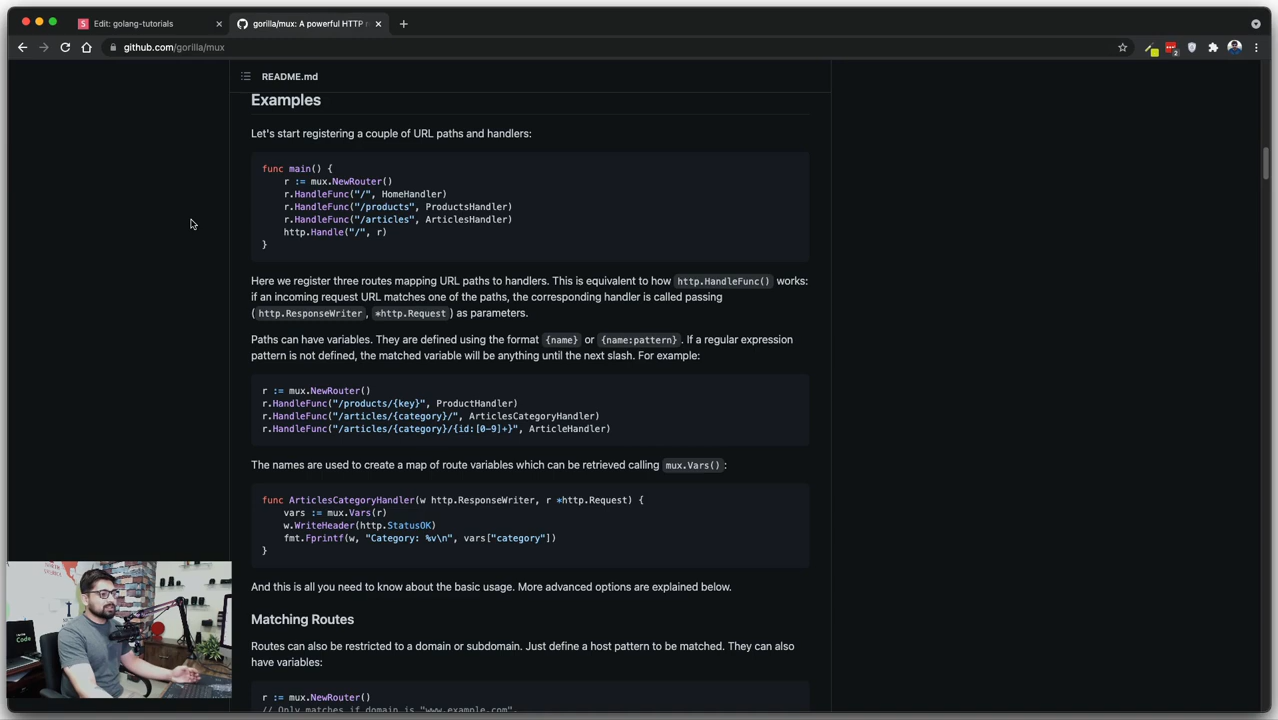 Edit: golang-tutorials
gorilla/mux: A powerful HTTP r
github.com/gorilla/mux
2
README.md
Examples
Let's start registering a couple of URL paths and handlers:
func main() {
r := mux.NewRouter()
r.HandleFunc("/", HomeHandler)
r.HandleFunc("/products", ProductsHandler)
r.HandleFunc("/articles", ArticlesHandler)
http.Handle("/", r)
}
Here we register three routes mapping URL paths to handlers. This is equivalent to how http.HandleFunc() works:
if an incoming request URL matches one of the paths, the corresponding handler is called passing
(http.ResponseWriter, *http.Request) as parameters.
Paths can have variables. They are defined using the format {name} or {name:pattern}. If a regular expression
pattern is not defined, the matched variable will be anything until the next slash. For example:
r := mux.NewRouter()
r.HandleFunc("/products/{key}", ProductHandler)
r.HandleFunc("/articles/{category}/", ArticlesCategoryHandler)
r.HandleFunc("/articles/{category}/{id:[0-9]+}", ArticleHandler)
The names are used to create a map of route variables which can be retrieved calling mux.Vars():
func ArticlesCategoryHandler(w http.ResponseWriter, r *http.Request) {
vars := mux.Vars(r)
w.WriteHeader(http.StatusOK)
fmt.Fprintf(w, "Category: %v\n", vars["category"])
}
And this is all you need to know about the basic usage. More advanced options are explained below.
Matching Routes
Routes can also be restricted to a domain or subdomain. Just define a host pattern to be matched. They can also
have variables:
r := mux.NewRouter()
// Only matches if domain is "www.example.com".
Code